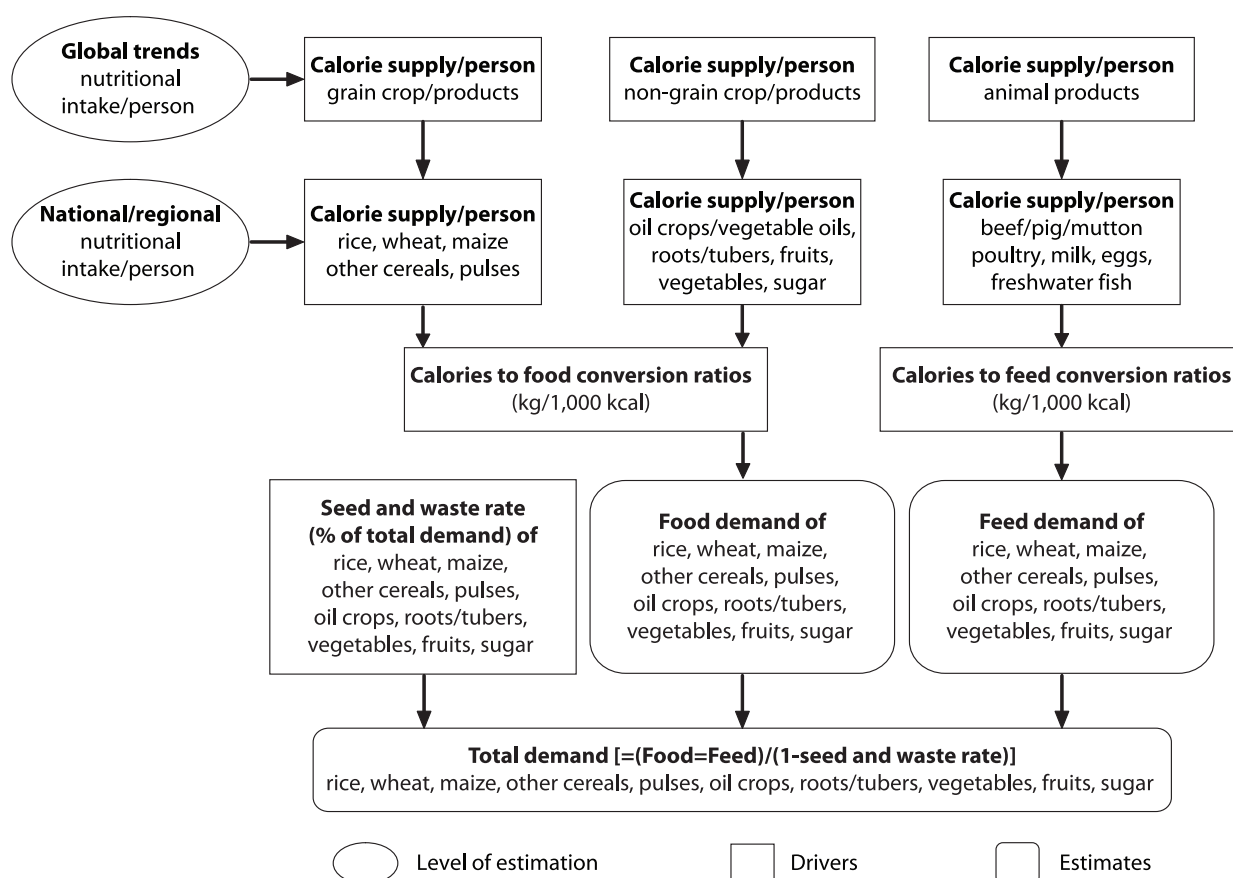 Global trends
nutritional
intake/person
Calorie supply/person
grain crop/products
Calorie supply/person
non-grain crop/products
Calorie supply/person
animal products
National/regional
nutritional
intake/person
Calorie supply/person
rice, wheat, maize
other cereals, pulses
Calorie supply/person
oil crops/vegetable oils,
roots/tubers, fruits,
vegetables, sugar
Calorie supply/person
beef/pig/mutton
poultry, milk, eggs,
freshwater fish
Calories to food conversion ratios
(kg/1,000 kcal)
Calories to feed conversion ratios
(kg/1,000 kcal)
Seed and waste rate
(% of total demand) of
rice, wheat, maize,
other cereals, pulses,
oil crops, roots/tubers,
vegetables, fruits, sugar
Food demand of
rice, wheat, maize,
other cereals, pulses,
oil crops, roots/tubers,
vegetables, fruits, sugar
Feed demand of
rice, wheat, maize,
other cereals, pulses,
oil crops, roots/tubers,
vegetables, fruits, sugar
Total demand [=(Food=Feed)/(1-seed and waste rate)]
rice, wheat, maize, other cereals, pulses, oil crops, roots/tubers, vegetables, fruits, sugar
Level of estimation
Drivers
Estimates